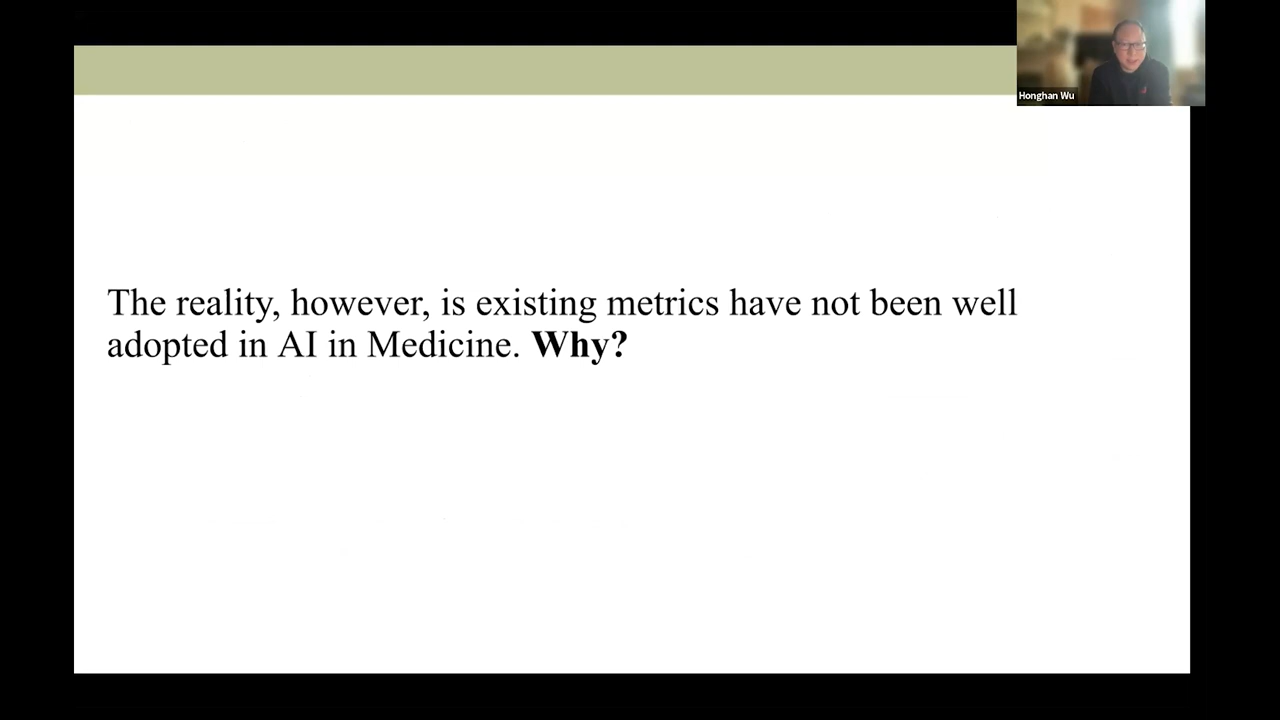 Honghan Wu
The reality, however, is existing metrics have not been well
adopted in AI in Medicine. Why?